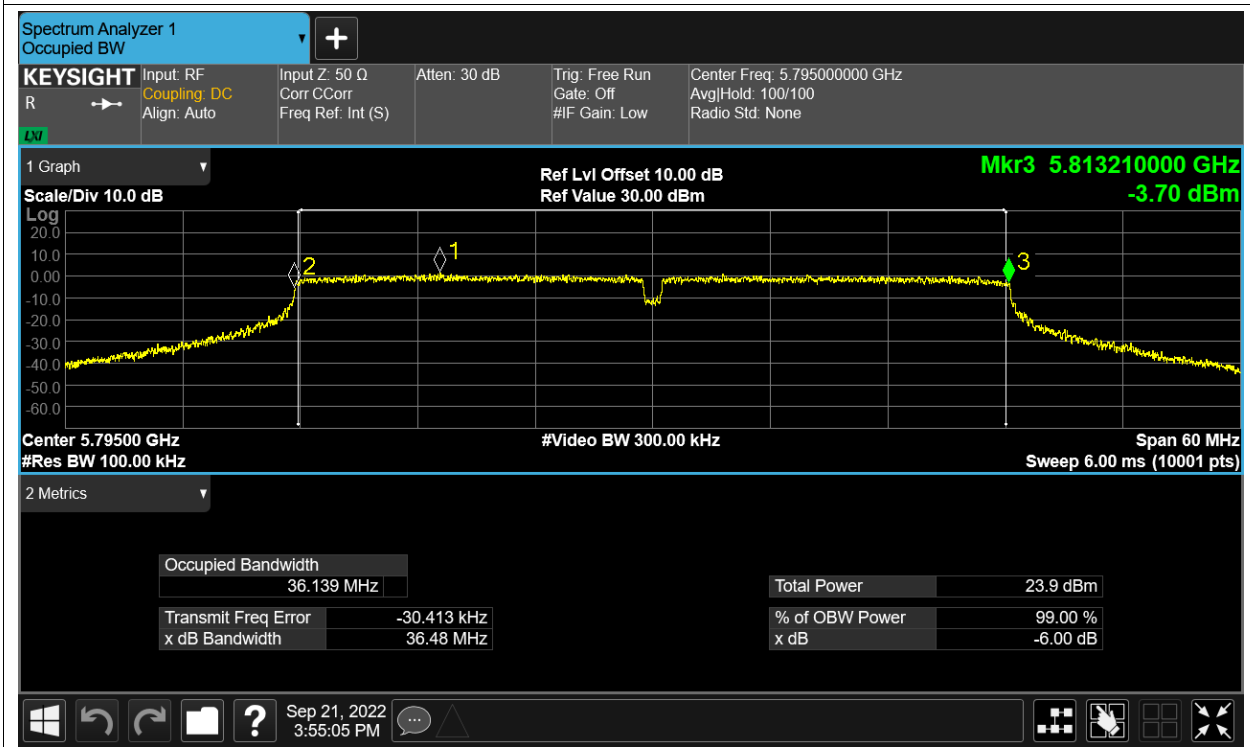 Spectrum Analyzer 1
Occupied BW
KEYSIGHT
R
LXI
Input: RF
Coupling: DC
Align: Auto
Input Z: 50 Ω
Corr CCorr
Freq Ref: Int (S)
Atten: 30 dB
Trig: Free Run
Gate: Off
#IF Gain: Low
Center Freq: 5.795000000 GHz
Avg|Hold: 100/100
Radio Std: None
1 Graph
Scale/Div 10.0 dB
Ref Lvl Offset 10.00 dB
Ref Value 30.00 dBm
Mkr3 5.813210000 GHz
-3.70 dBm
Log
20.0
10.0
0.00
-10.0
-20.0
-30.0
-40.0
-50.0
-60.0
2
1
3
Center 5.79500 GHz
#Res BW 100.00 kHz
#Video BW 300.00 kHz
Span 60 MHz
Sweep 6.00 ms (10001 pts)
2 Metrics
Occupied Bandwidth
36.139 MHz
Transmit Freq Error -30.413 kHz
x dB Bandwidth 36.48 MHz
Total Power 23.9 dBm
% of OBW Power 99.00 %
x dB -6.00 dB
?
Sep 21, 2022
3:55:05 PM